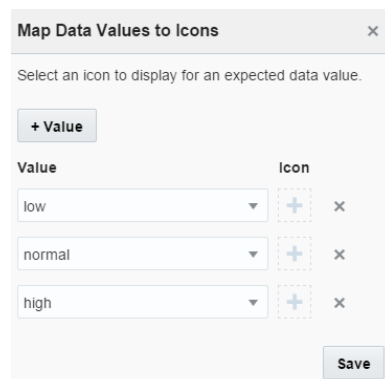 Map Data Values to Icons ×
Select an icon to display for an expected data value.
+ Value
Value Icon
low
normal
high
Save